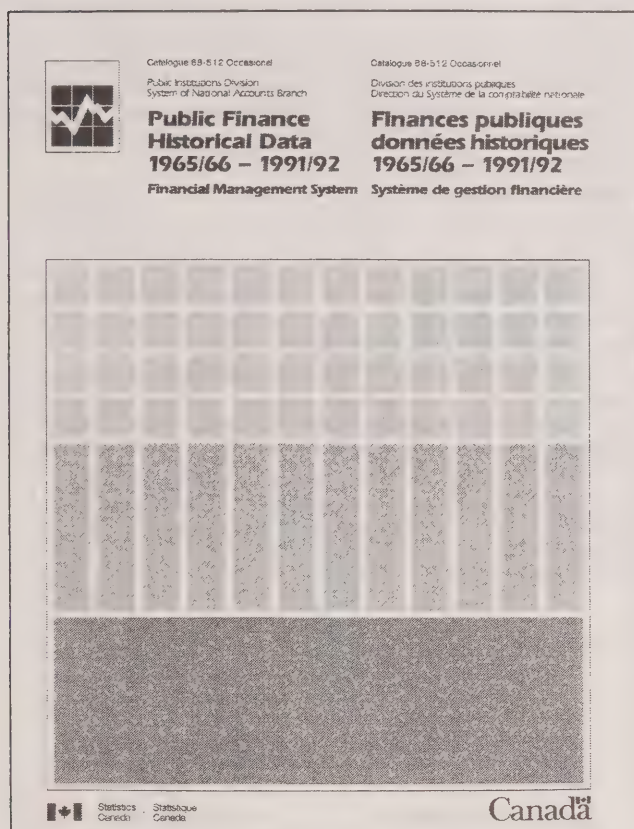 Catalogue 68-512 Occasional
Public Institutions Division
System of National Accounts Branch
Public Finance
Historical Data
1965/66 – 1991/92
Financial Management System
Catalogue 68-512 Occasionnel
Division des institutions publiques
Direction du Système de la comptabilité nationale
Finances publiques
données historiques
1965/66 – 1991/92
Système de gestion financière
Statistics Canada
Statistique Canada
Canada